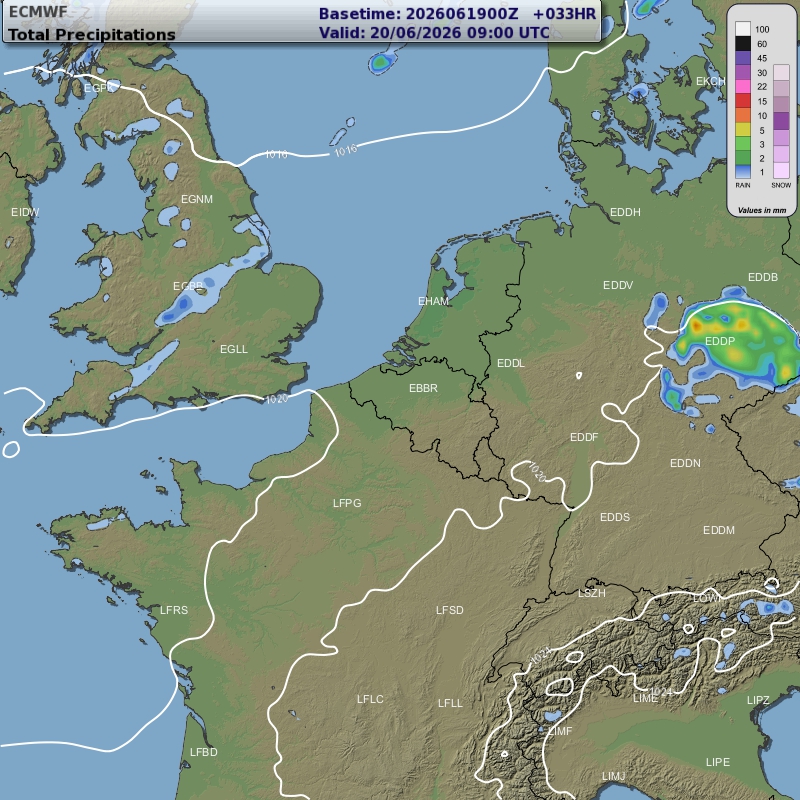 ECMWF
Basetime: 2026061900Z +033HR
Total Precipitations
Valid: 20/06/2026 09:00 UTC
100
60
45
30
22
15
10
5
3
2
1
RAIN
SNOW
Values in mm
EKCH
1016
1016
EGNM
EIDW
EDDH
EDDB
EGBB
EDDV
EHAM
EDDP
EGLL
EDDL
EBBR
1020
EDDF
EDDN
1020
LFPG
EDDS
EDDM
LSZH
LFRS
LFSD
1024
1024
LFLC
LFLL
LIML
LIPZ
LIMF
LFBD
LIPE
LIMJ